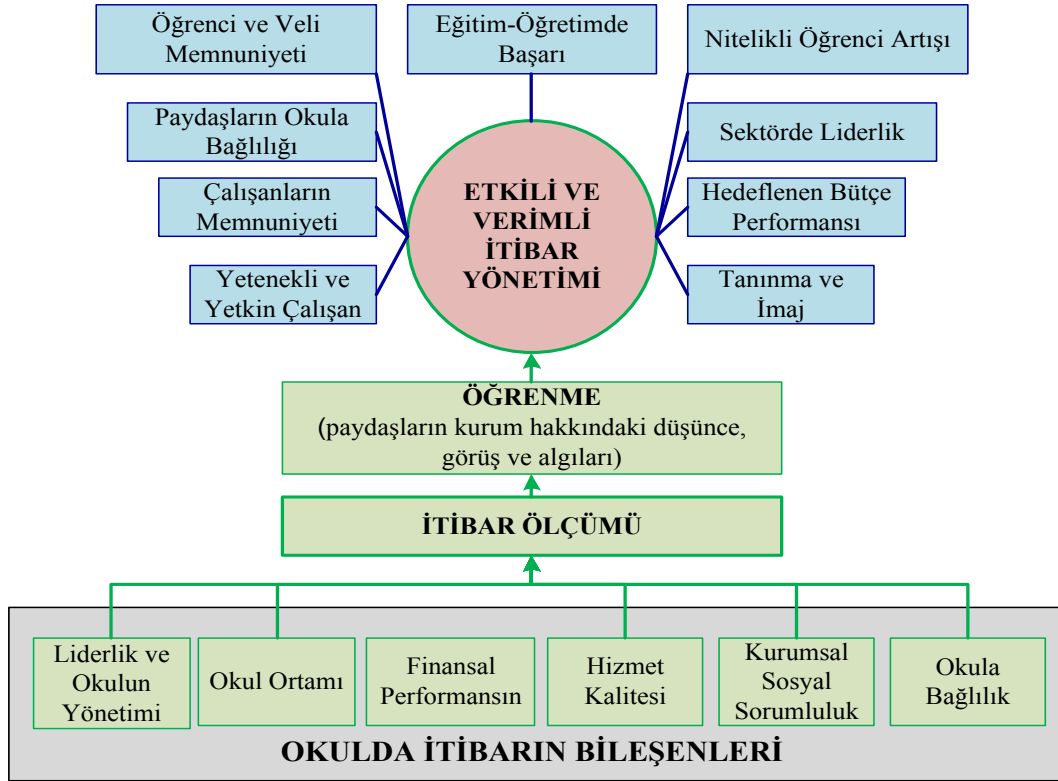 Öğrenci ve Veli
Memnuniyeti
Eğitim-Öğretimde
Başarı
Nitelikli Öğrenci Artışı
Paydaşların Okula
Bağlılığı
Sektörde Liderlik
Çalışanların
Memnuniyeti
Hedeflenen Bütçe
Performansı
Yetenekli ve
Yetkin Çalışan
Tanınma ve
İmaj
ETKİLİ VE
VERİMLİ
İTİBAR
YÖNETİMİ
ÖĞRENME
(paydaşların kurum hakkındaki düşünce,
görüş ve algıları)
İTİBAR ÖLÇÜMÜ
Liderlik ve
Okulun
Yönetimi
Okul Ortamı
Finansal
Performansın
Hizmet
Kalitesi
Kurumsal
Sosyal
Sorumluluk
Okula
Bağlılık
OKULDA İTİBARIN BİLEŞENLERİ